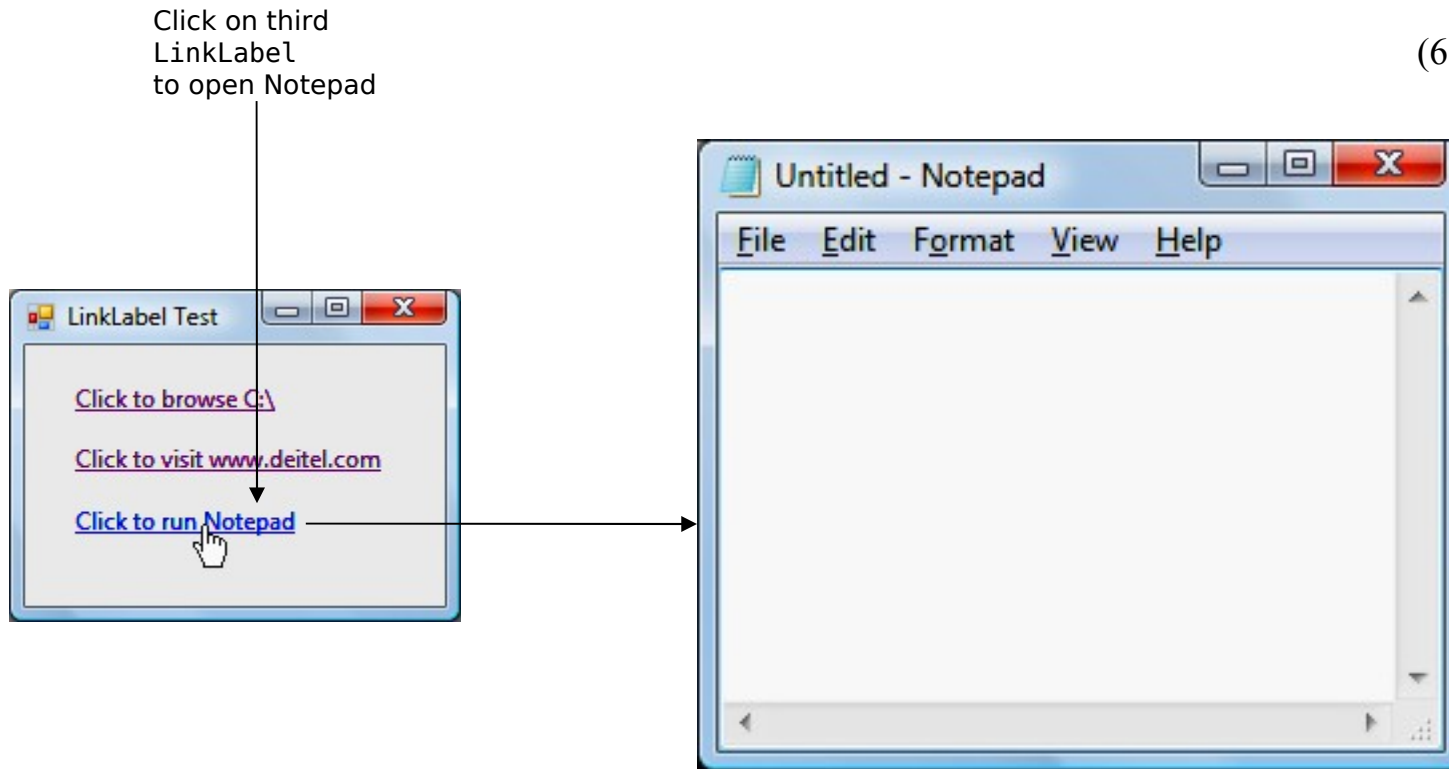 Click on third
LinkLabel
to open Notepad
(6
LinkLabel Test
Click to browse C:\
Click to visit www.deitel.com
Click to run Notepad
Untitled - Notepad
File Edit Format View Help